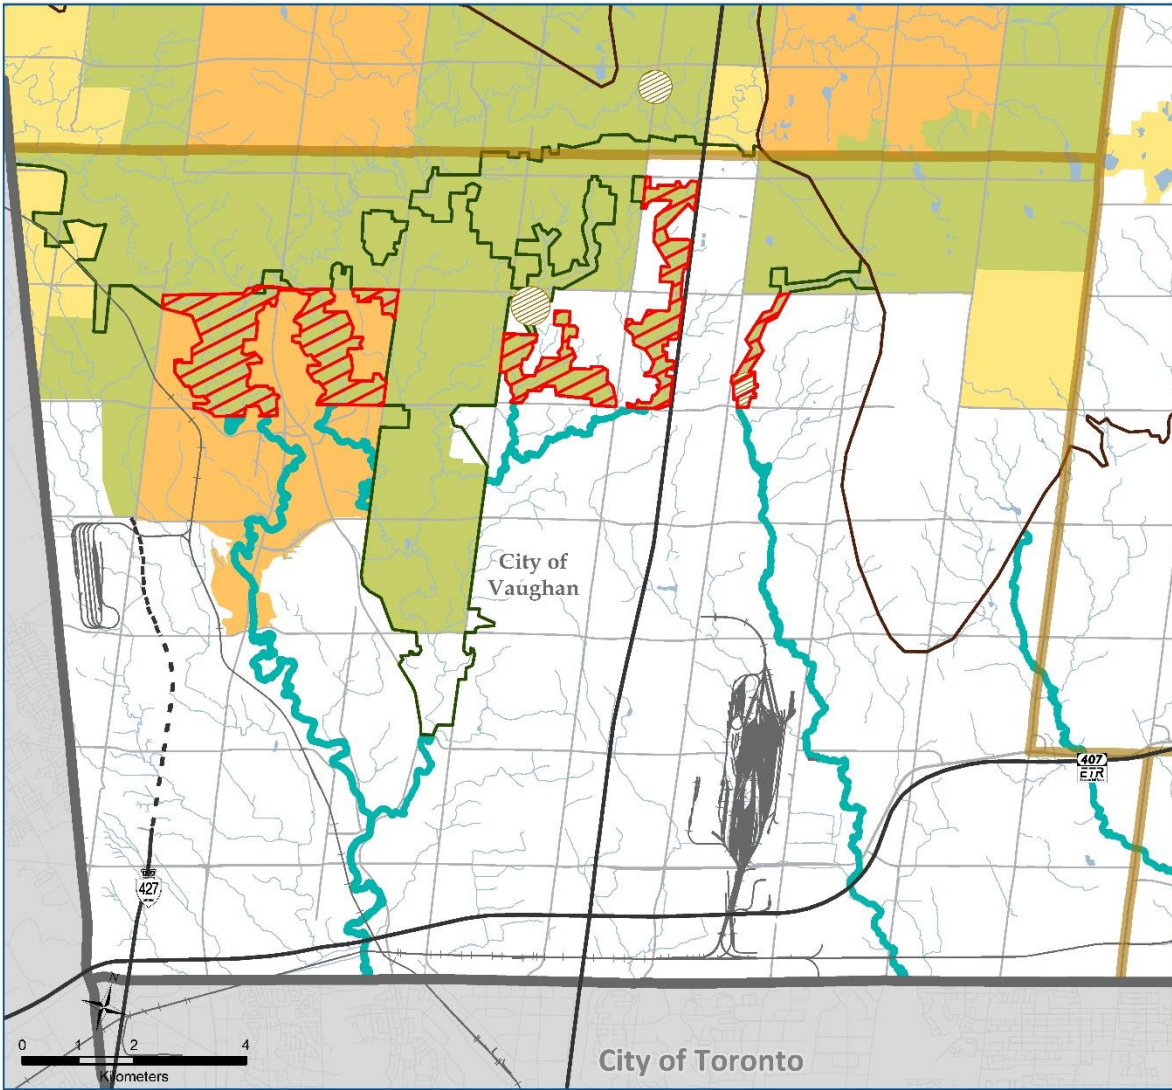 City of
Vaughan
407
ETR
427
N
0 1 2 4
Kilometers
City of Toronto